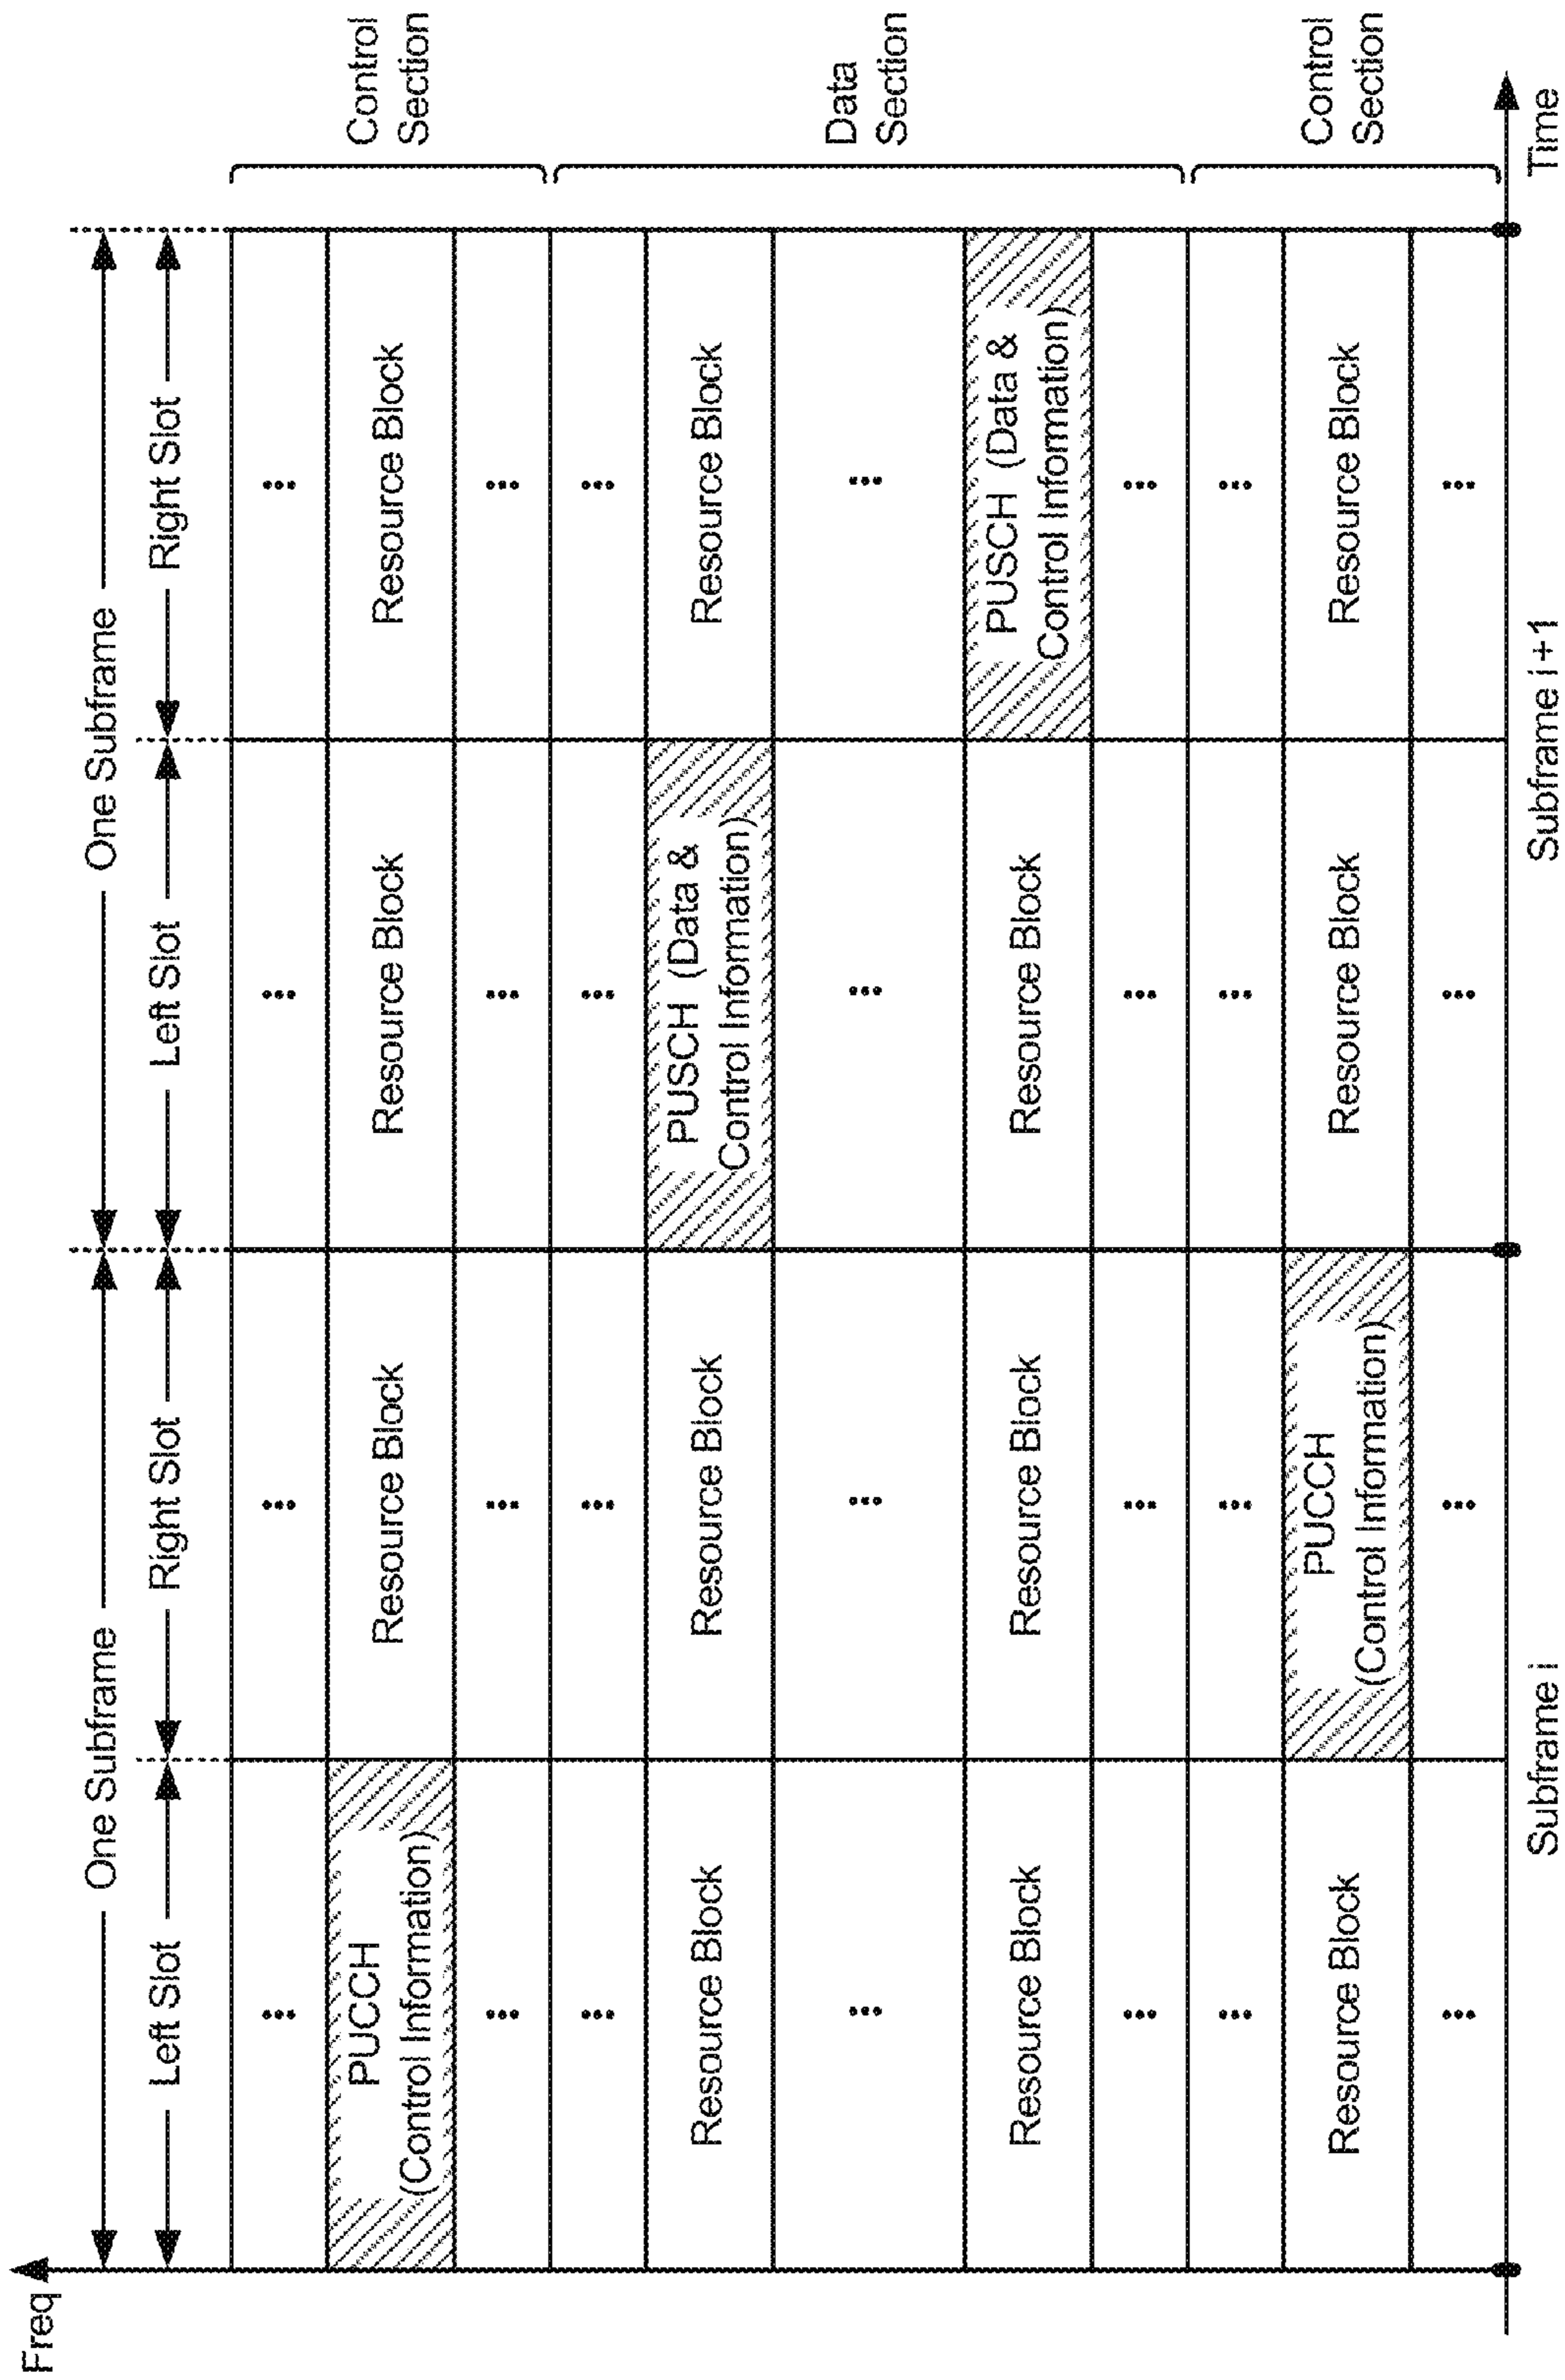 Freq
One Subframe
One Subframe
Left Slot
Right Slot
Left Slot
Right Slot
... ... ... ...
PUCCH
(Control Information)
Resource Block
Resource Block
Resource Block
Control
Section
... ... ... ...
... ... ... ...
Resource Block
Resource Block
PUSCH (Data &
Control Information)
Resource Block
... ... ... ...
Data
Section
Resource Block
Resource Block
Resource Block
PUSCH (Data &
Control Information)
... ... ... ...
... ... ... ...
Resource Block
PUCCH
(Control Information)
Resource Block
Resource Block
Control
Section
... ... ... ...
Subframe i
Subframe i + 1
Time